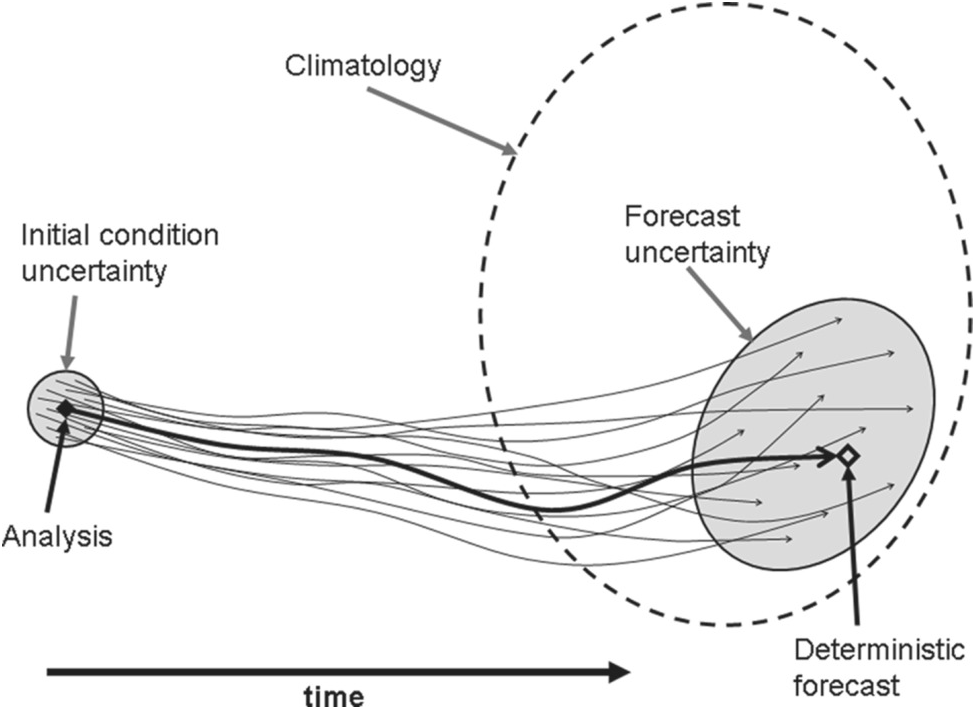 Climatology
Initial condition
uncertainty
Forecast
uncertainty
Analysis
Deterministic
forecast
time